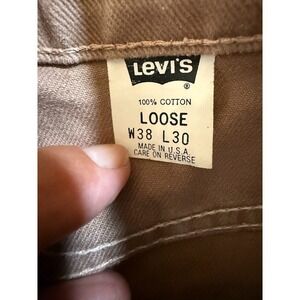 LEVI'S
®
100% COTTON
LOOSE
W38 L30
MADE IN U.S.A.
CARE ON REVERSE